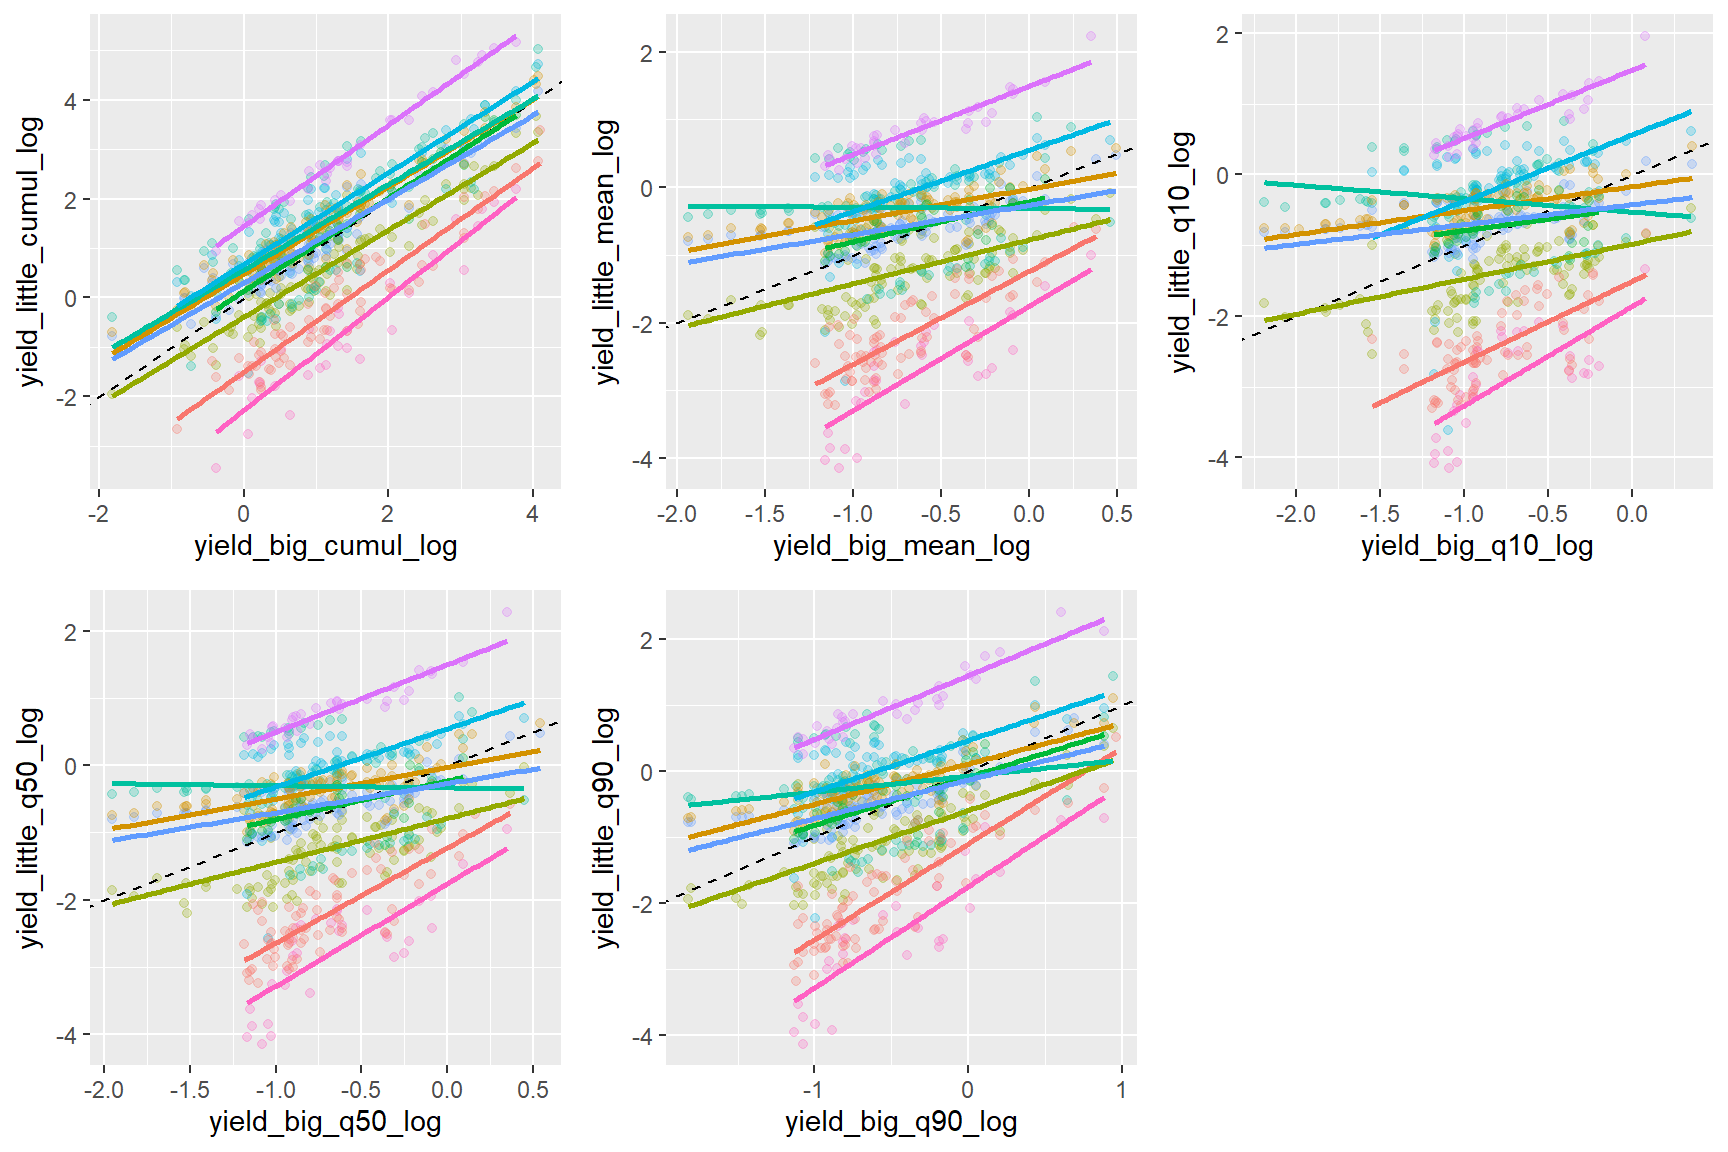 yield_little_cumul_log
4
2
0
-2
-2 0 2 4
yield_big_cumul_log
yield_little_mean_log
2
0
-2
-4
-2.0 -1.5 -1.0 -0.5 0.0 0.5
yield_big_mean_log
yield_little_q10_log
2
0
-2
-4
-2.0 -1.5 -1.0 -0.5 0.0
yield_big_q10_log
yield_little_q50_log
2
0
-2
-4
-2.0 -1.5 -1.0 -0.5 0.0 0.5
yield_big_q50_log
yield_little_q90_log
2
0
-2
-4
-1 0 1
yield_big_q90_log